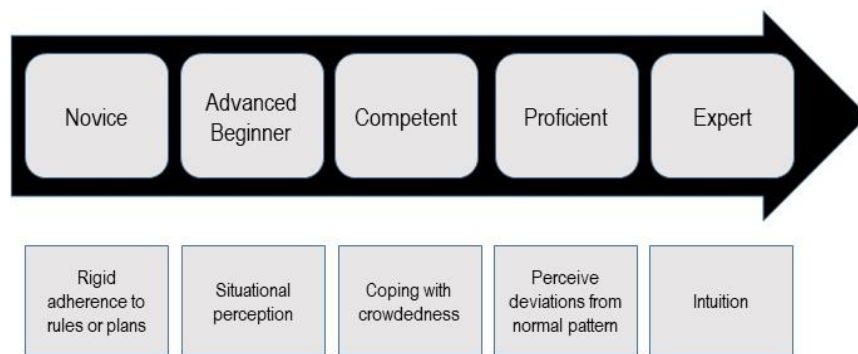 Novice
Advanced
Beginner
Competent
Proficient
Expert
Rigid
adherence to
rules or plans
Situational
perception
Coping with
crowdedness
Perceive
deviations from
normal pattern
Intuition